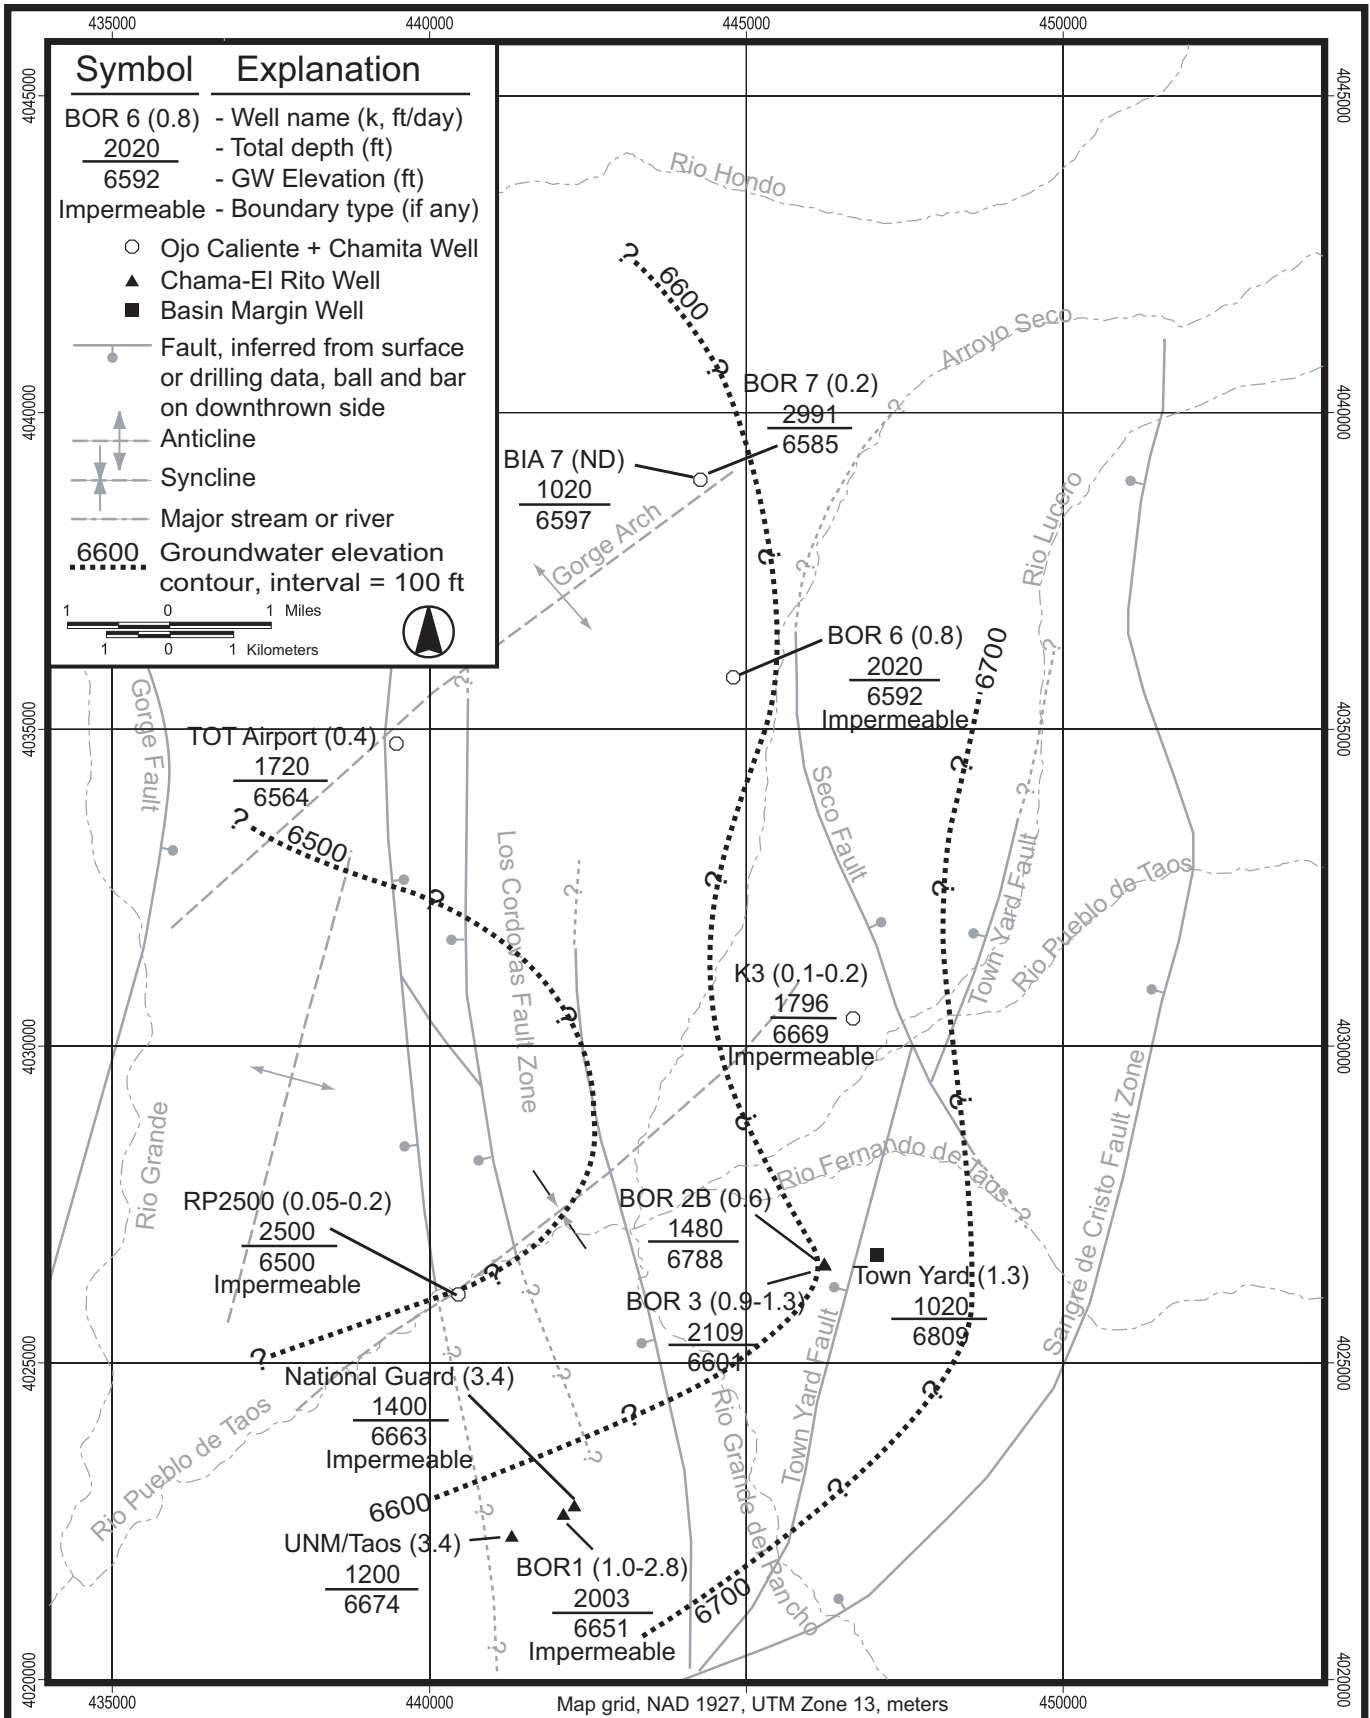 435000
440000
445000
450000
Symbol Explanation
BOR 6 (0.8) - Well name (k, ft/day)
2020 - Total depth (ft)
6592 - GW Elevation (ft)
Impermeable - Boundary type (if any)
Ojo Caliente + Chamita Well
Chama-El Rito Well
Basin Margin Well
Fault, inferred from surface
or drilling data, ball and bar
on downthrown side
Anticline
Syncline
Major stream or river
6600 Groundwater elevation
contour, interval = 100 ft
1 0 1 Miles
1 0 1 Kilometers
4045000
4045000
Rio Hondo
?
6600
Arroyo Seco
?
BOR 7 (0.2)
2991
6585
4040000
4040000
?
BIA 7 (ND)
1020
6597
Gorge Arch
Rio Lucero
?
?
BOR 6 (0.8)
2020
6592
Impermeable
6700
?
?
Gorge Fault
4035000
4035000
TOT Airport (0.4)
1720
6564
?
6500
?
Seco Fault
?
?
Los Cordovas Fault Zone
?
?
?
Town Yard Fault
Rio Pueblo de Taos
?
K3 (0.1-0.2)
1796
6669
Impermeable
?
4030000
4030000
Rio Grande
?
?
Rio Fernando de Taos
?
Sangre de Cristo Fault Zone
RP2500 (0.05-0.2)
2500
6500
Impermeable
BOR 2B (0.6)
1480
6788
?
?
Town Yard (1.3)
1020
6809
BOR 3 (0.9-1.3)
2109
6601
?
?
?
4025000
4025000
National Guard (3.4)
1400
6663
Impermeable
?
?
?
Rio Pueblo de Taos
Rio Grande del Rancho
Town Yard Fault
?
6600
?
UNM/Taos (3.4)
1200
6674
BOR1 (1.0-2.8)
2003
6651
Impermeable
6700
?
4020000
4020000
435000
440000
Map grid, NAD 1927, UTM Zone 13, meters
450000